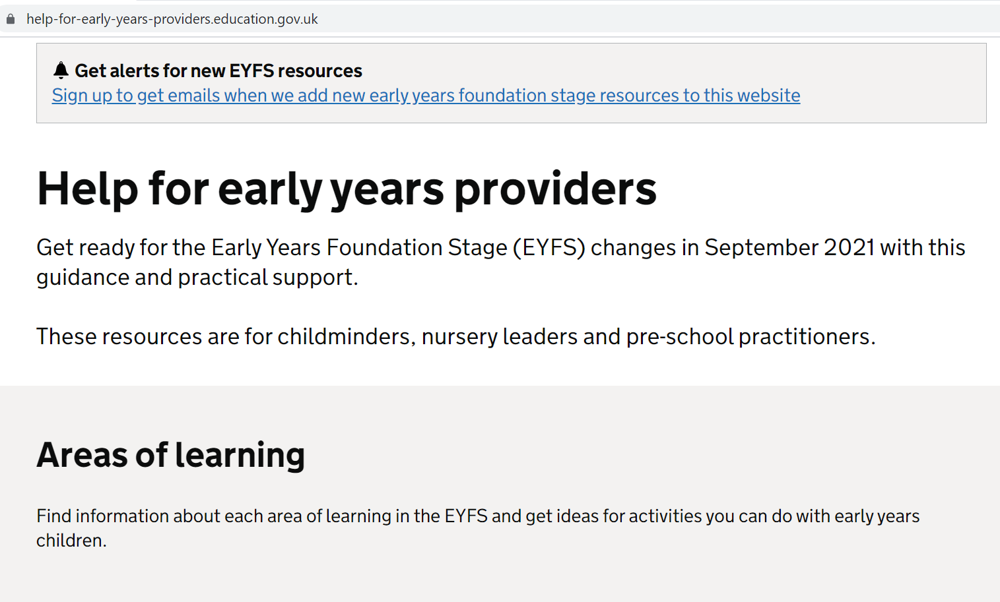 help-for-early-years-providers.education.gov.uk
Get alerts for new EYFS resources
Sign up to get emails when we add new early years foundation stage resources to this website
Help for early years providers
Get ready for the Early Years Foundation Stage (EYFS) changes in September 2021 with this
guidance and practical support.
These resources are for childminders, nursery leaders and pre-school practitioners.
Areas of learning
Find information about each area of learning in the EYFS and get ideas for activities you can do with early years
children.